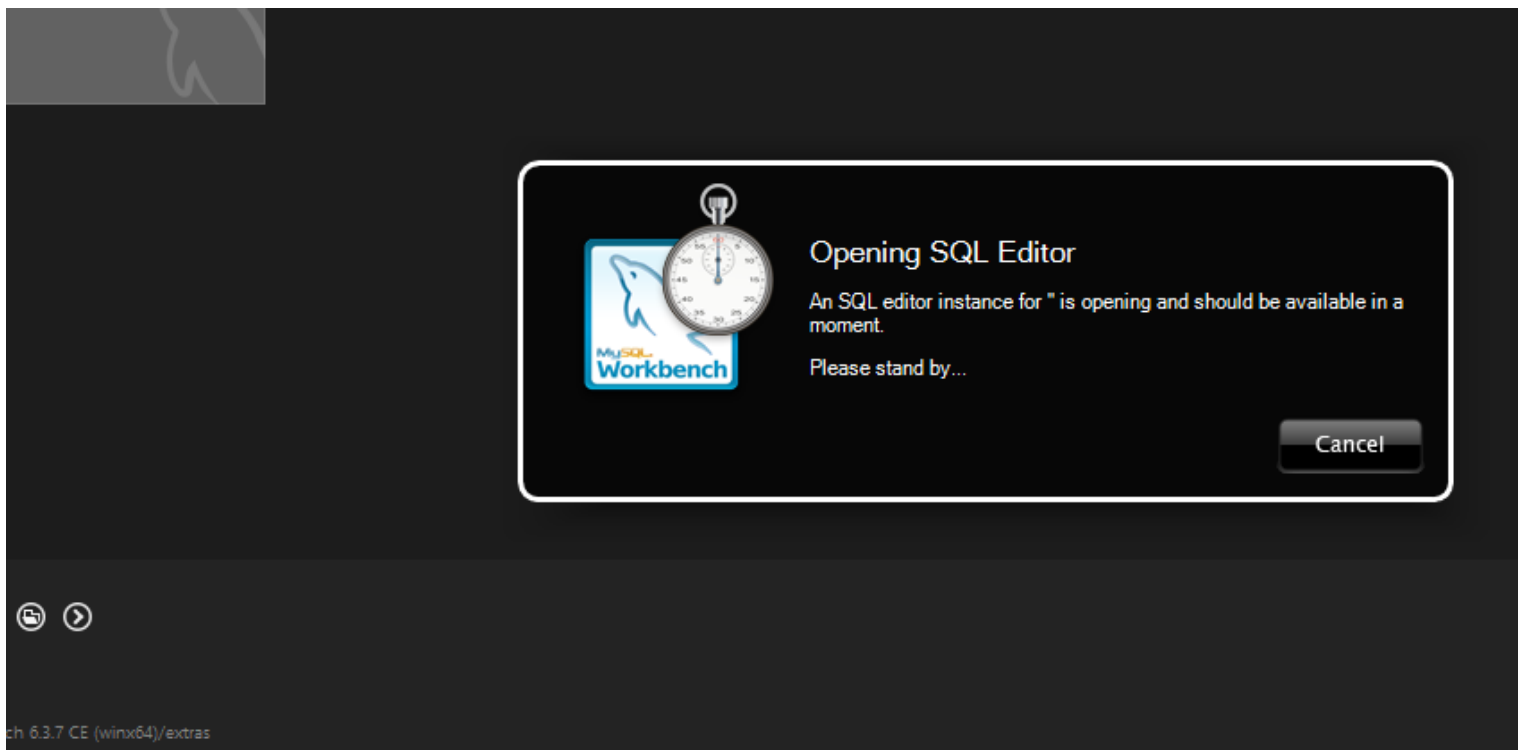 Opening SQL Editor
An SQL editor instance for '' is opening and should be available in a
moment.
MySQL
Workbench
Please stand by...
Cancel
ch 6.3.7 CE (winx64)/extras